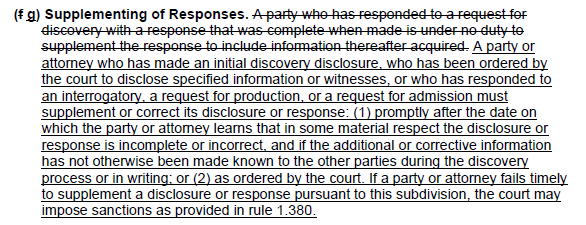 (f g) Supplementing of Responses. A party who has responded to a request for
discovery with a response that was complete when made is under no duty to
supplement the response to include information thereafter acquired. A party or
attorney who has made an initial discovery disclosure, who has been ordered by
the court to disclose specified information or witnesses, or who has responded to
an interrogatory, a request for production, or a request for admission must
supplement or correct its disclosure or response: (1) promptly after the date on
which the party or attorney learns that in some material respect the disclosure or
response is incomplete or incorrect, and if the additional or corrective information
has not otherwise been made known to the other parties during the discovery
process or in writing; or (2) as ordered by the court. If a party or attorney fails timely
to supplement a disclosure or response pursuant to this subdivision, the court may
impose sanctions as provided in rule 1.380.